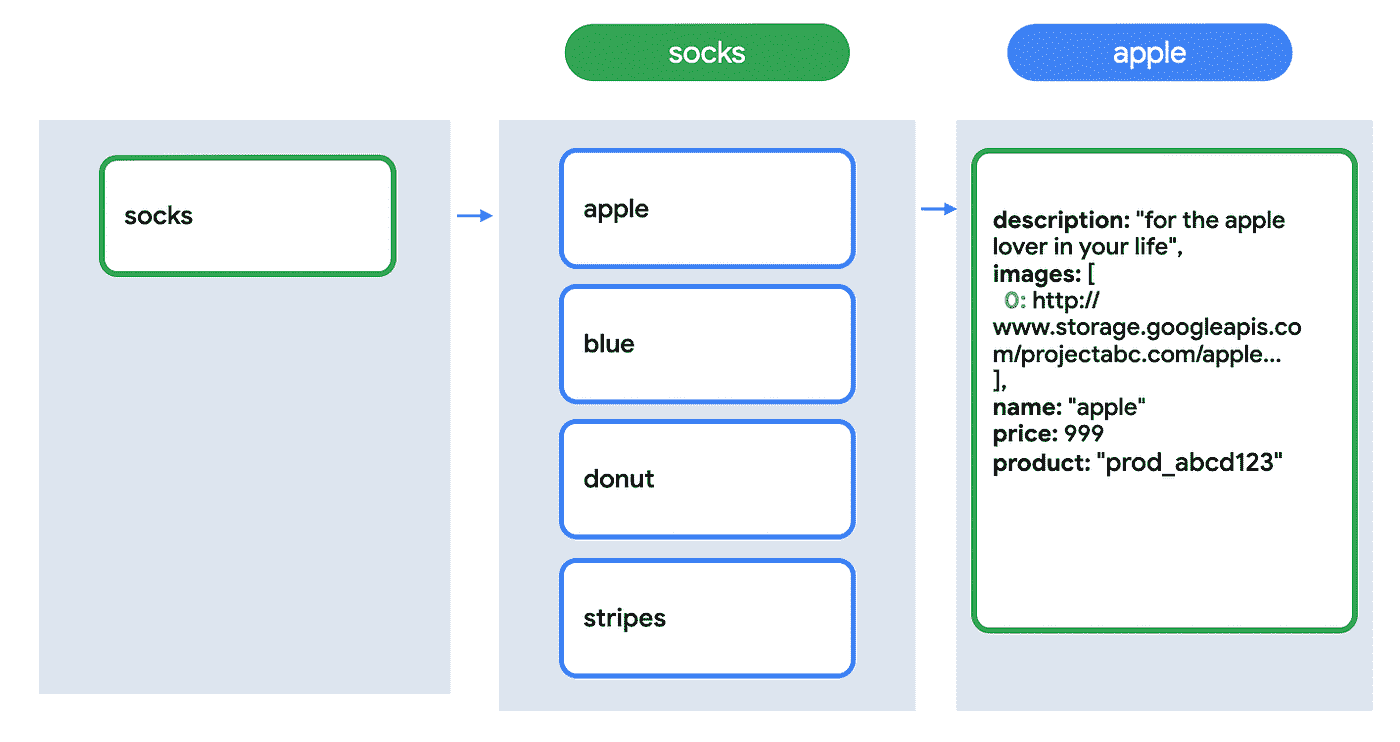 socks
apple
socks
apple
blue
donut
stripes
description: "for the apple
lover in your life",
images: [
0: http://
www.storage.googleapis.co
m/projectabc.com/apple...
],
name: "apple"
price: 999
product: "prod_abcd123"